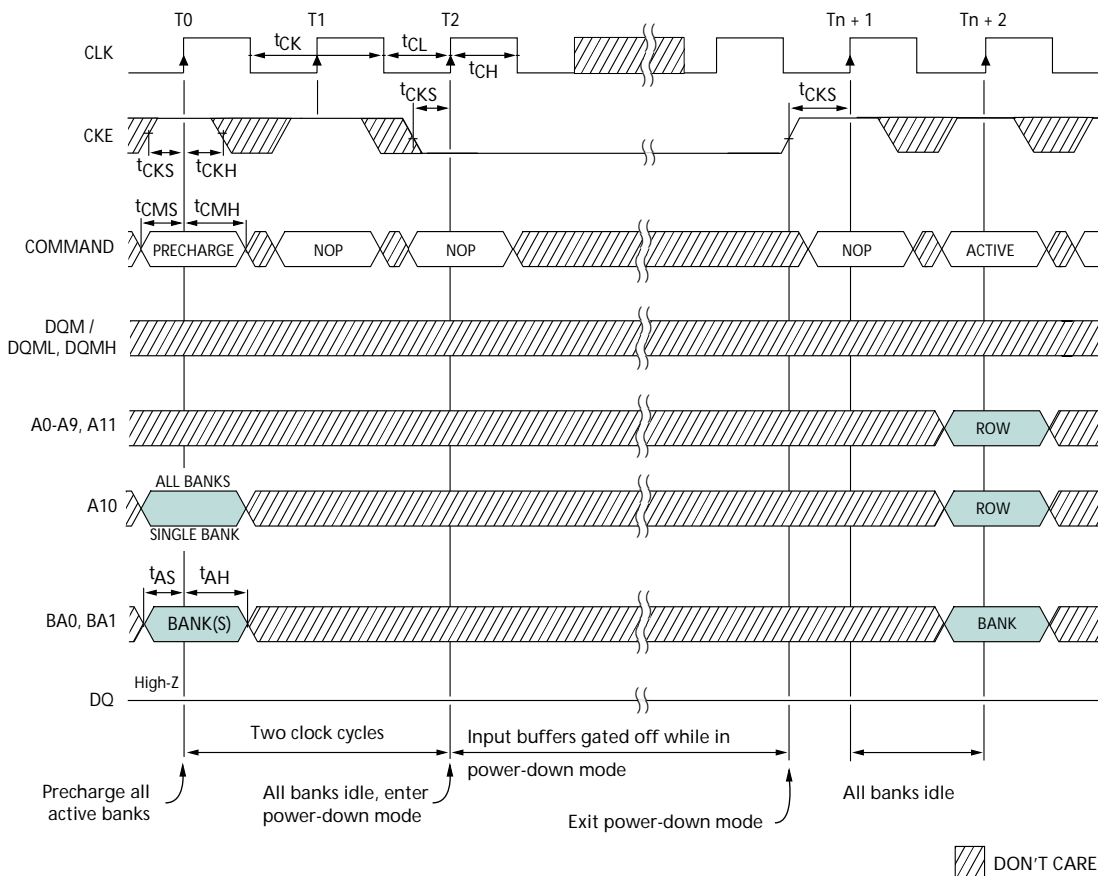 T0 T1 T2 Tn + 1 Tn + 2
CLK tCK tCL tCH
CKE tCKS tCKS
tCKS tCKH
tCMS tCMH
COMMAND PRECHARGE NOP NOP NOP ACTIVE
DQM /
DQML, DQMH
A0-A9, A11 ROW
ALL BANKS
A10 ROW
SINGLE BANK
tAS tAH
BA0, BA1 BANK(S) BANK
High-Z
DQ
Two clock cycles
Input buffers gated off while in
power-down mode
Precharge all
active banks
All banks idle, enter
power-down mode
Exit power-down mode
All banks idle
DON'T CARE